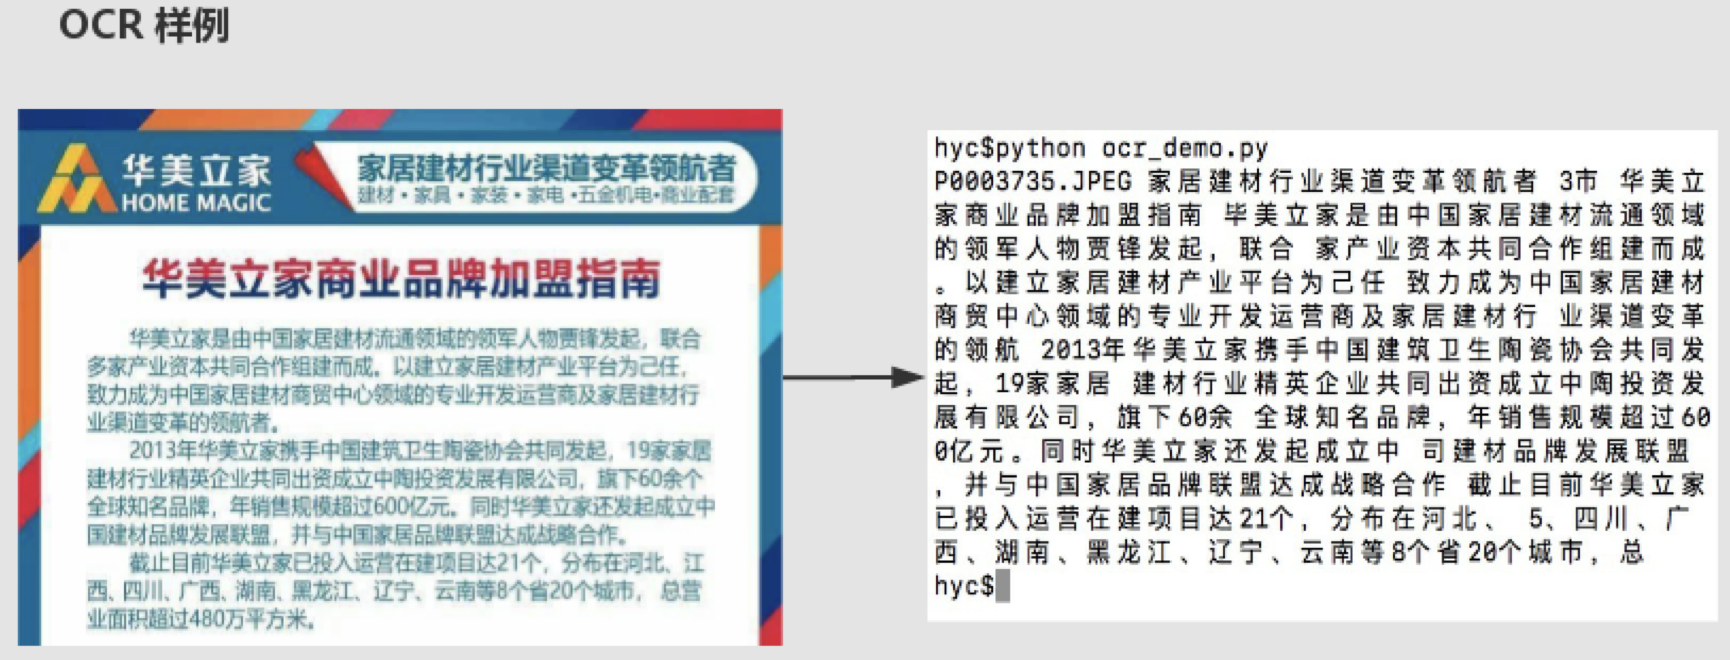 OCR 样例
华美立家
HOME MAGIC
家居建材行业渠道变革领航者
建材·家具·家装·家电·五金机电·商业配套
华美立家商业品牌加盟指南
华美立家是由中国家居建材流通领域的领军人物贾锋发起，联合
多家产业资本共同合作组建而成。以建立家居建材产业平台为己任，
致力成为中国家居建材商贸中心领域的专业开发运营商及家居建材行
业渠道变革的领航者。
2013年华美立家携手中国建筑卫生陶瓷协会共同发起，19家家居
建材行业精英企业共同出资成立中陶投资发展有限公司，旗下60余个
全球知名品牌，年销售规模超过600亿元。同时华美立家还发起成立中
国建材品牌发展联盟，并与中国家居品牌联盟达成战略合作。
截止目前华美立家已投入运营在建项目达21个，分布在河北、江
西、四川、广西、湖南、黑龙江、辽宁、云南等8个省20个城市， 总营
业面积超过480万平方米。
hyc$python ocr_demo.py
P0003735.JPEG 家居建材行业渠道变革领航者 3市 华美立
家商业品牌加盟指南 毕美立家是由中国家居建材流通领域
的领军人物贾锋发起，联合 家产业资本共同合作组建而成
。以建立家居建材产业平台为己任 致力成为中国家居建材
商贸中心领域的专业开发运营商及家居建材行 业渠道变革
的领航 2013年华美立家携手中国建筑卫生陶瓷协会共同发
起，19家家居 建材行业精英企业共同出资成立中陶投资发
展有限公司，旗下60余 全球知名品牌，年销售规模超过60
0亿元。同时华美立家还发起成立中 司建材品牌发展联盟
，并与中国家居品牌联盟达成战略合作 截止目前华美立家
已投入运营在建项目达21个，分布在河北、 5、四川、广
西、湖南、黑龙江、辽宁、云南等8个省20个城市，总
hyc$